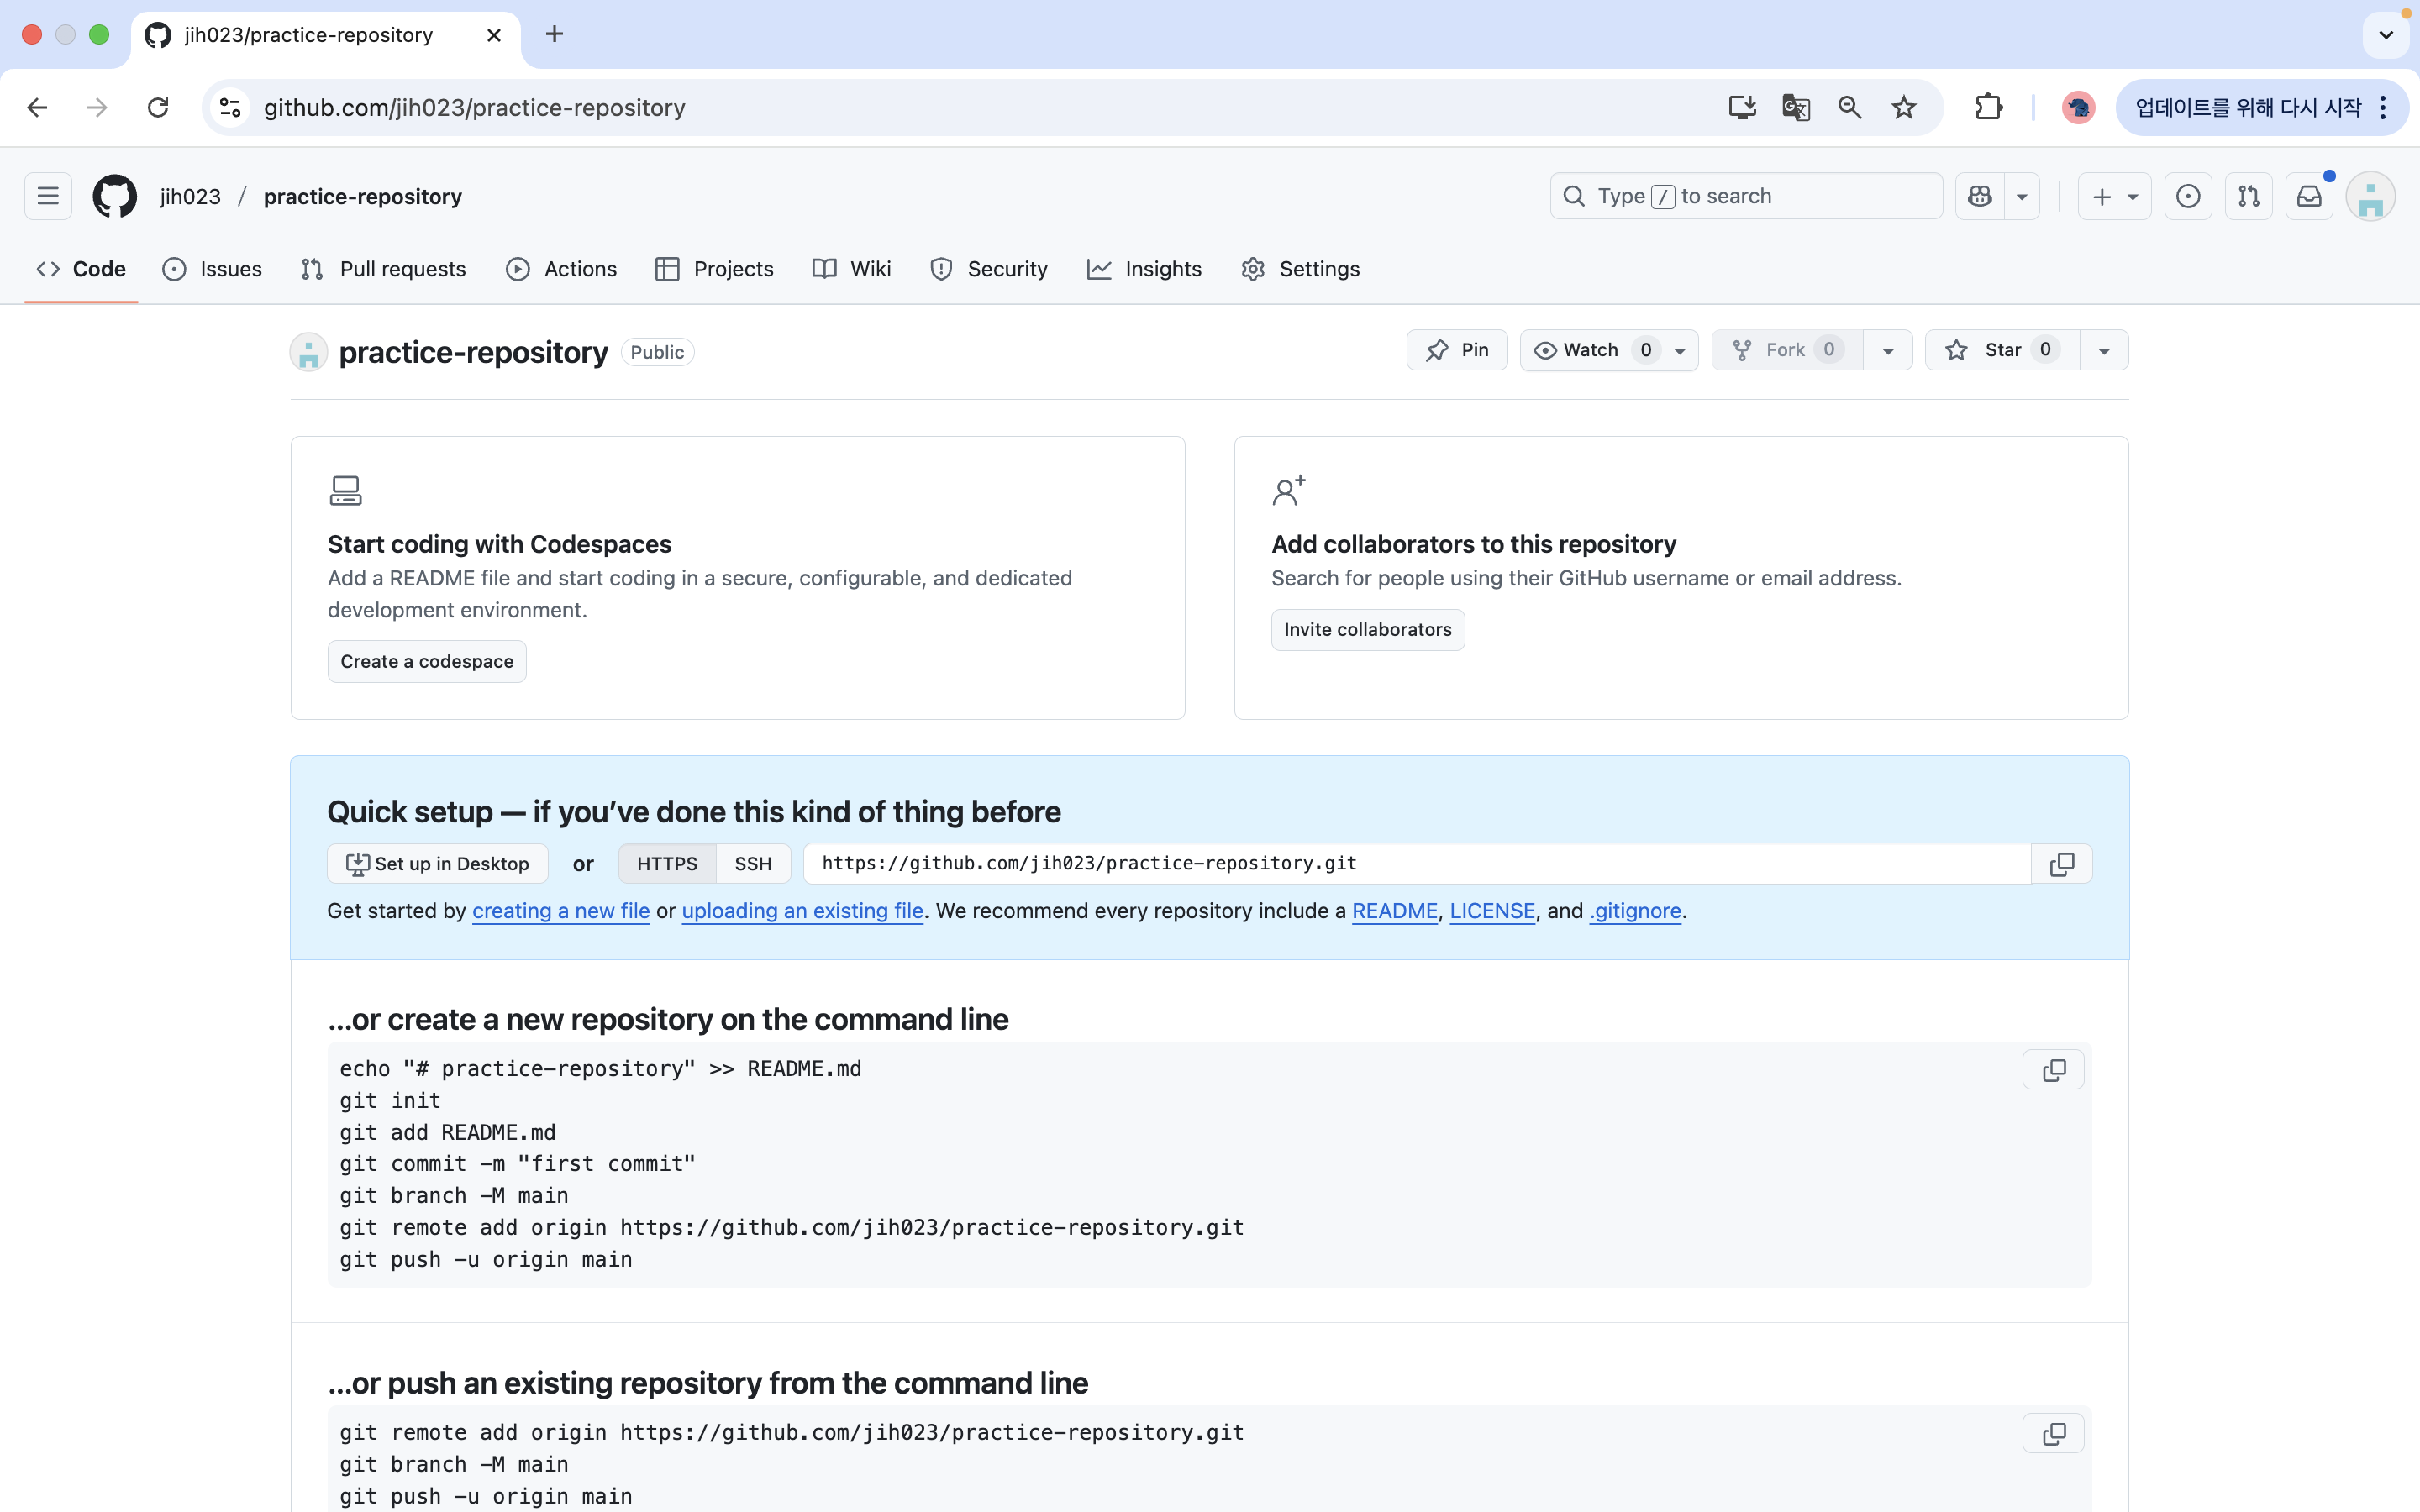 jih023/practice-repository
github.com/jih023/practice-repository
업데이트를 위해 다시 시작
jih023 / practice-repository
Type / to search
Code Issues Pull requests Actions Projects Wiki Security Insights Settings
practice-repository Public
Pin Watch 0 Fork 0 Star 0
Start coding with Codespaces
Add a README file and start coding in a secure, configurable, and dedicated
development environment.
Create a codespace
Add collaborators to this repository
Search for people using their GitHub username or email address.
Invite collaborators
Quick setup — if you’ve done this kind of thing before
Set up in Desktop or HTTPS SSH https://github.com/jih023/practice-repository.git
Get started by creating a new file or uploading an existing file. We recommend every repository include a README, LICENSE, and .gitignore.
…or create a new repository on the command line
echo "# practice-repository" >> README.md
git init
git add README.md
git commit -m "first commit"
git branch -M main
git remote add origin https://github.com/jih023/practice-repository.git
git push -u origin main
…or push an existing repository from the command line
git remote add origin https://github.com/jih023/practice-repository.git
git branch -M main
git push -u origin main